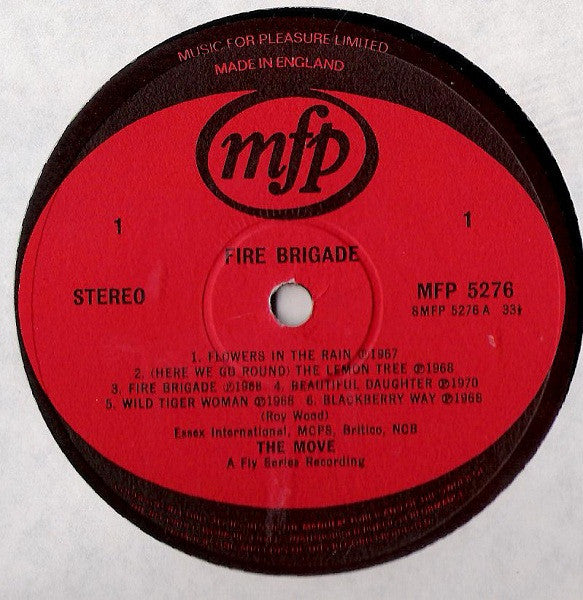 MUSIC FOR PLEASURE LIMITED
MADE IN ENGLAND
mfp
1
1
FIRE BRIGADE
STEREO
MFP 5276
SMFP 5276 A 33⅓
1. FLOWERS IN THE RAIN ℗1967
2. (HERE WE GO ROUND) THE LEMON TREE ℗1968
3. FIRE BRIGADE ℗1968 4. BEAUTIFUL DAUGHTER ℗1970
5. WILD TIGER WOMAN ℗1968 6. BLACKBERRY WAY ℗1968
(Roy Wood)
Essex International, MCPS, Britico, NCB
THE MOVE
A Fly Series Recording